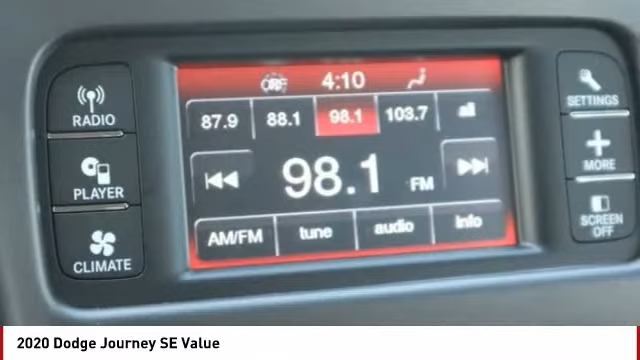 4:10
RADIO
87.9 88.1 98.1 103.7 all
SETTINGS
PLAYER
98.1 FM
MORE
CLIMATE
AM/FM tune audio info
SCREEN
OFF
2020 Dodge Journey SE Value